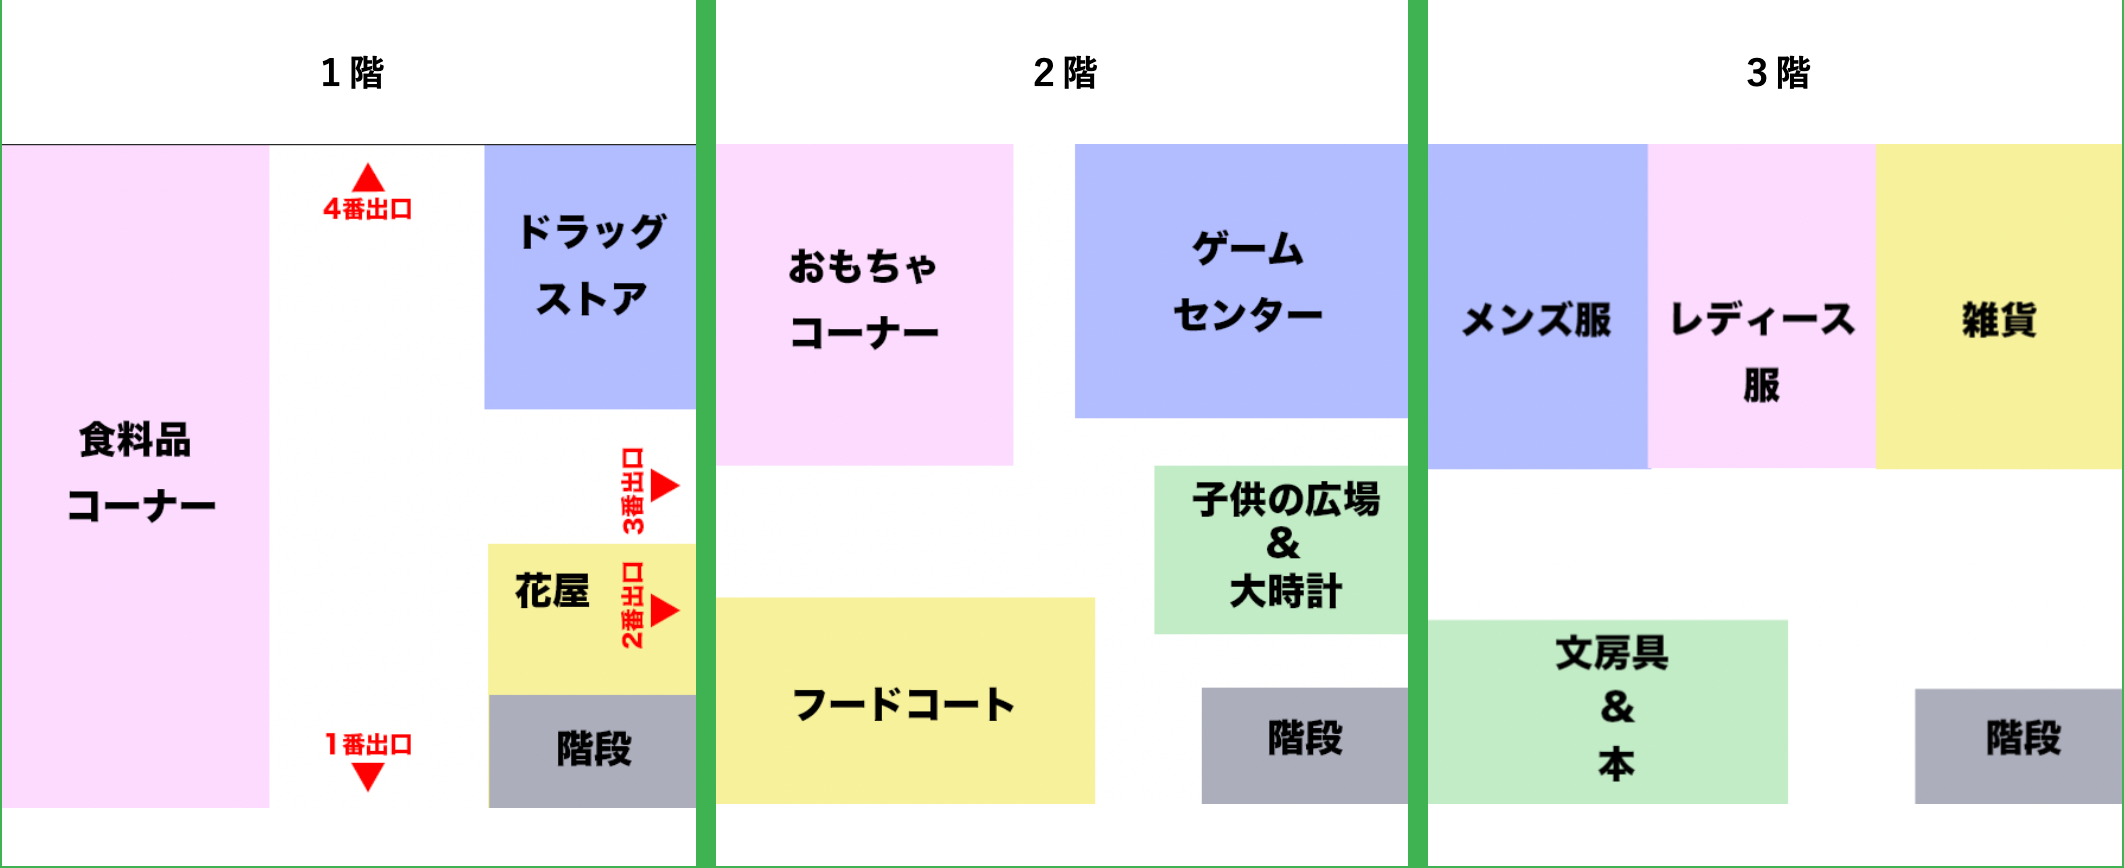 1階
4番出口
ドラッグ
ストア
食料品
コーナー
3番出口
花屋
2番出口
1番出口
階段
2階
おもちゃ
コーナー
ゲーム
センター
子供の広場
&
大時計
フードコート
階段
3階
メンズ服
レディース
服
雑貨
文房具
&
本
階段